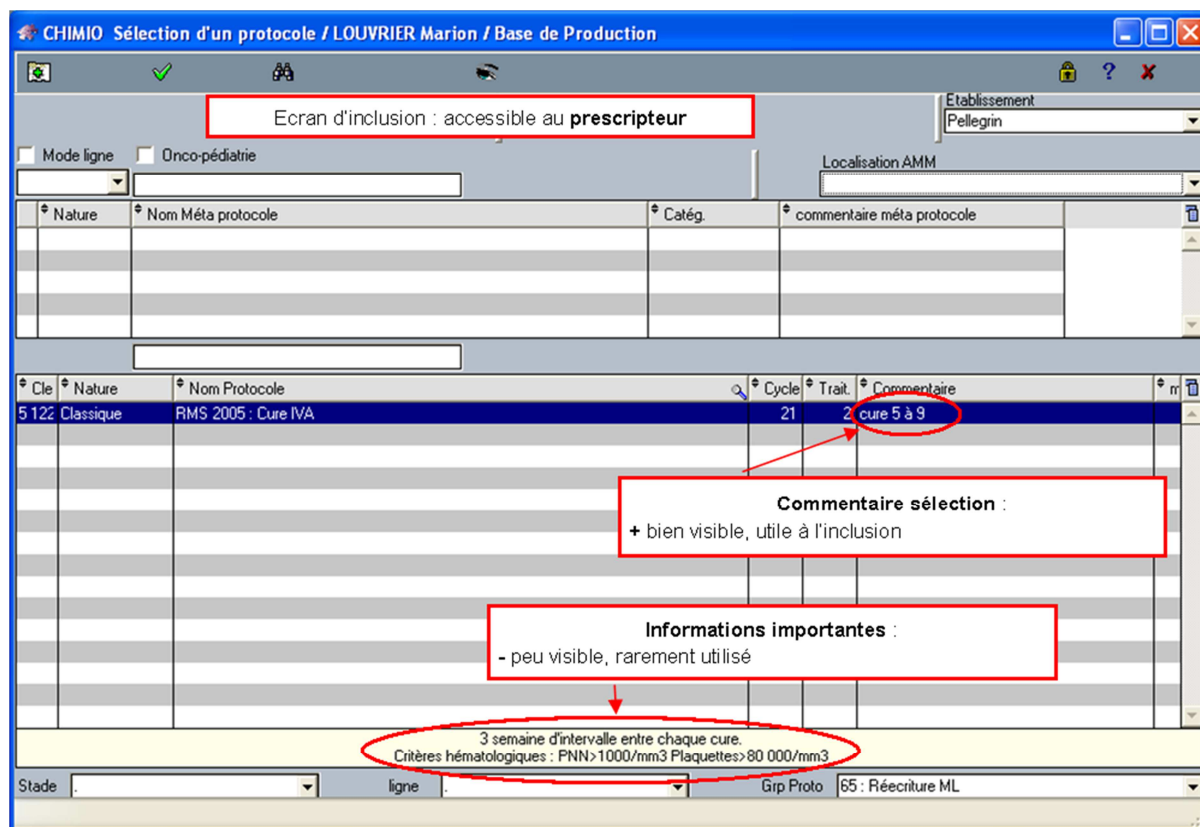 CHIMIO Sélection d'un protocole / LOUVRIER Marion / Base de Production
?
Ecran d'inclusion : accessible au prescripteur
Etablissement
Pellegrin
Mode ligne
Onco-pédiatrie
Localisation AMM
Nature
Nom Méta protocole
Catég.
commentaire méta protocole
Cle
Nature
Nom Protocole
Cycle
Trait.
Commentaire
5 122 Classique RMS 2005 : Cure IVA 21 2 cure 5 à 9
Commentaire sélection :
+ bien visible, utile à l'inclusion
Informations importantes :
- peu visible, rarement utilisé
3 semaine d'intervalle entre chaque cure.
Critères hématologiques : PNN>1000/mm3 Plaquettes>80 000/mm3
Stade .
ligne .
Grp Proto 65 : Réecriture ML